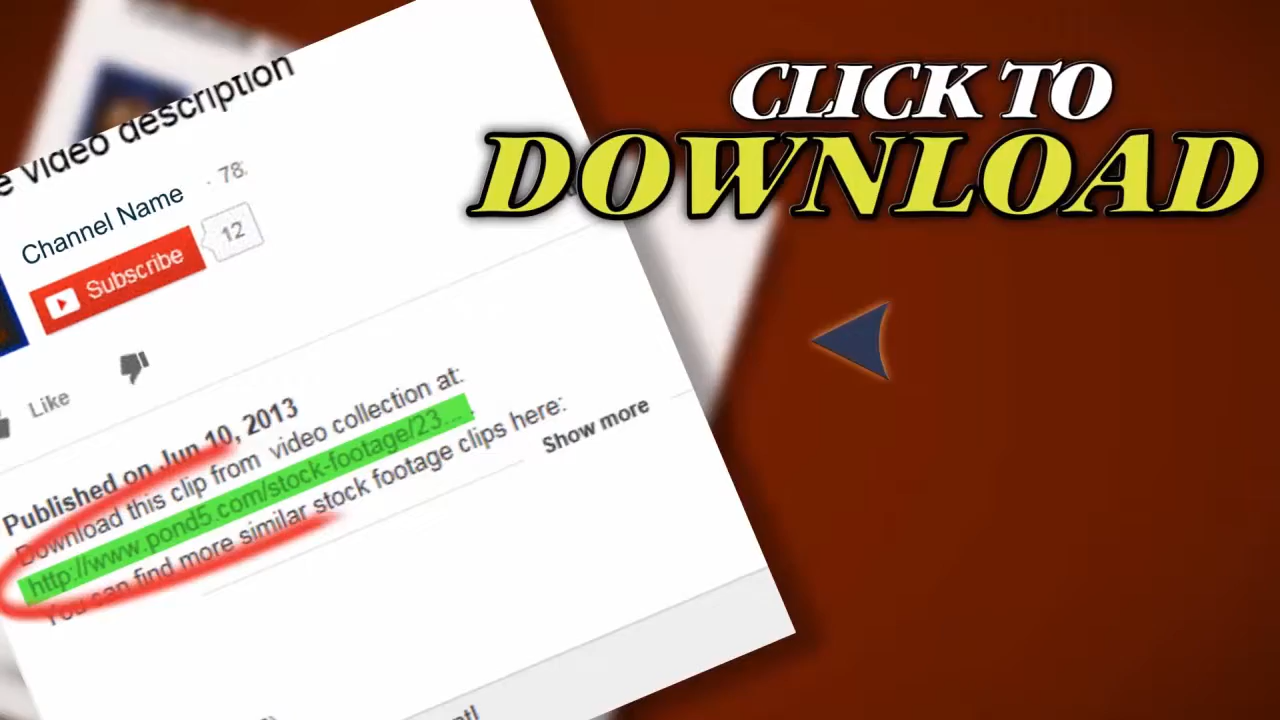 CLICK TO
DOWNLOAD
e video description
Channel Name
78
Subscribe
12
Like
Published on Jun 10, 2013
Download this clip from video collection at:
http://www.pond5.com/stock-footage/23...
You can find more similar stock footage clips here:
Show more